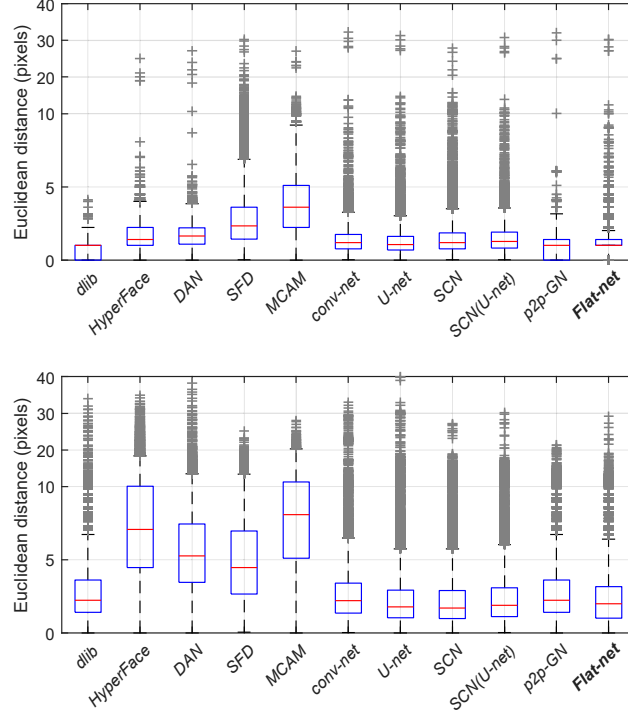 Euclidean distance (pixels)
40
30
20
10
5
0
dlib
HyperFace
DAN
SFD
MCAM
conv-net
U-net
SCN
SCN(U-net)
p2p-GN
Flat-net
Euclidean distance (pixels)
40
30
20
10
5
0
dlib
HyperFace
DAN
SFD
MCAM
conv-net
U-net
SCN
SCN(U-net)
p2p-GN
Flat-net